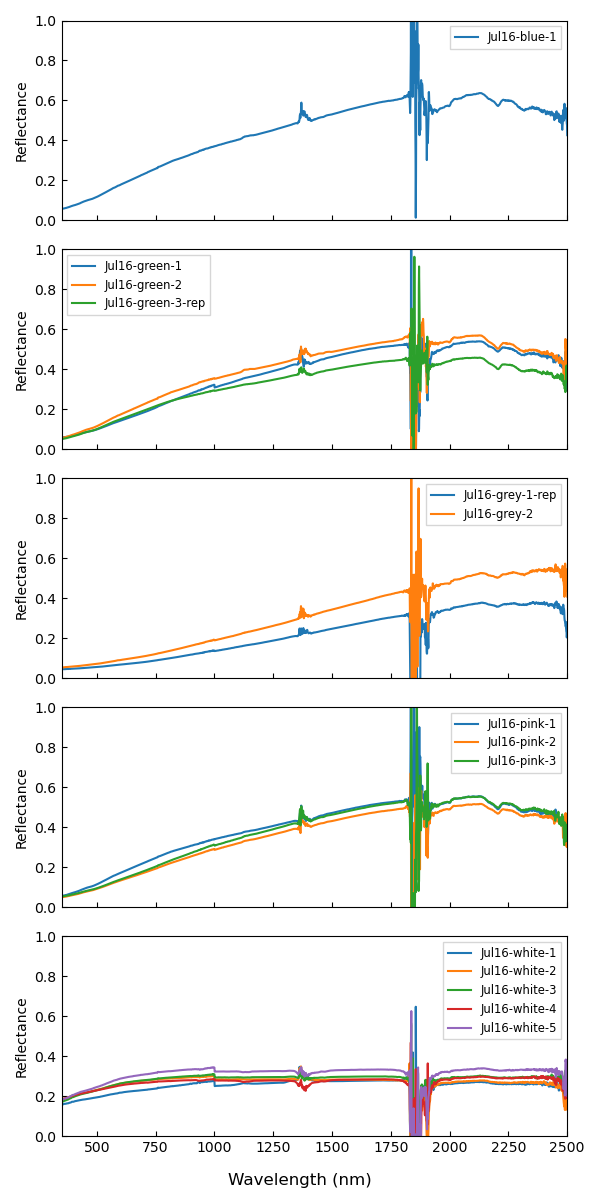 1.0
Jul16-blue-1
0.8
0.6
Reflectance
0.4
0.2
0.0
1.0
Jul16-green-1
Jul16-green-2
Jul16-green-3-rep
0.8
0.6
Reflectance
0.4
0.2
0.0
1.0
Jul16-grey-1-rep
Jul16-grey-2
0.8
0.6
Reflectance
0.4
0.2
0.0
1.0
Jul16-pink-1
Jul16-pink-2
Jul16-pink-3
0.8
0.6
Reflectance
0.4
0.2
0.0
1.0
Jul16-white-1
Jul16-white-2
Jul16-white-3
Jul16-white-4
Jul16-white-5
0.8
0.6
Reflectance
0.4
0.2
0.0
500 750 1000 1250 1500 1750 2000 2250 2500
Wavelength (nm)